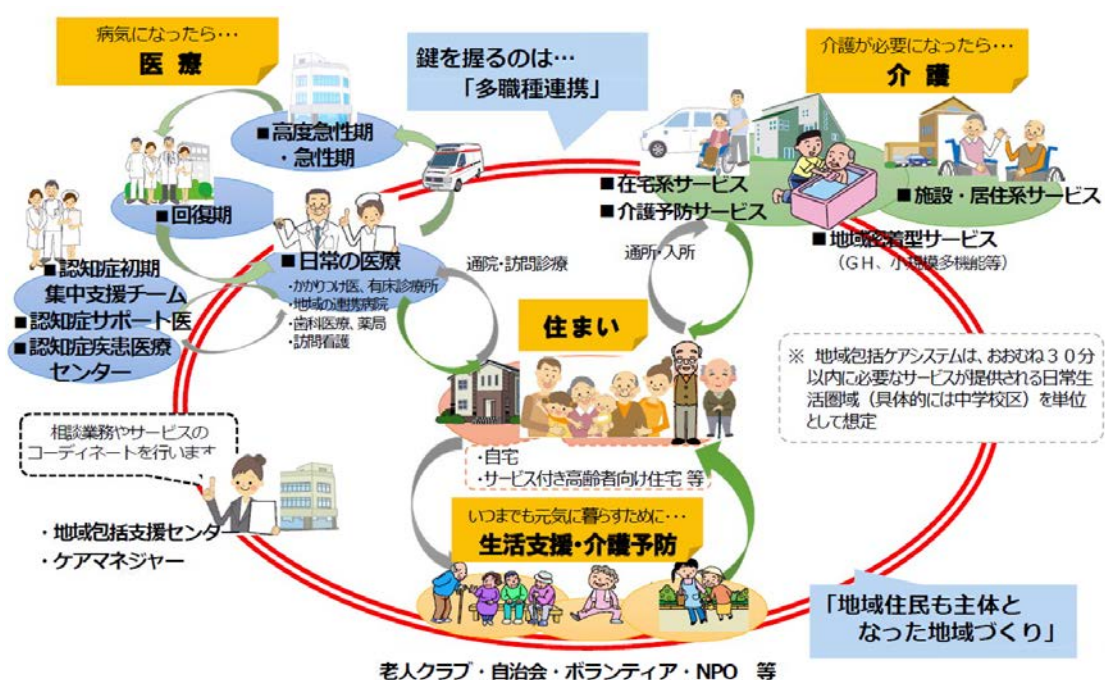 病気になったら･･･
医 療
鍵を握るのは･･･
「多職種連携」
介護が必要になったら･･･
介 護
■高度急性期
・急性期
■回復期
■日常の医療
・かかりつけ医、有床診療所
・地域の連携病院
・歯科医療、薬局
・訪問看護
■認知症初期
集中支援チーム
■認知症サポート医
■認知症疾患医療
センター
■在宅系サービス
■介護予防サービス
■施設・居住系サービス
■地域密着型サービス
（ＧＨ、小規模多機能等）
通院・訪問診療
通所・入所
住まい
・自宅
・サービス付き高齢者向け住宅 等
※ 地域包括ケアシステムは、おおむね３０分
以内に必要なサービスが提供される日常生
活圏域（具体的には中学校区）を単位
として想定
相談業務やサービスの
コーディネートを行います。
・地域包括支援センター
・ケアマネジャー
いつまでも元気に暮らすために･･･
生活支援・介護予防
「地域住民も主体と
なった地域づくり」
老人クラブ・自治会・ボランティア・NPO 等